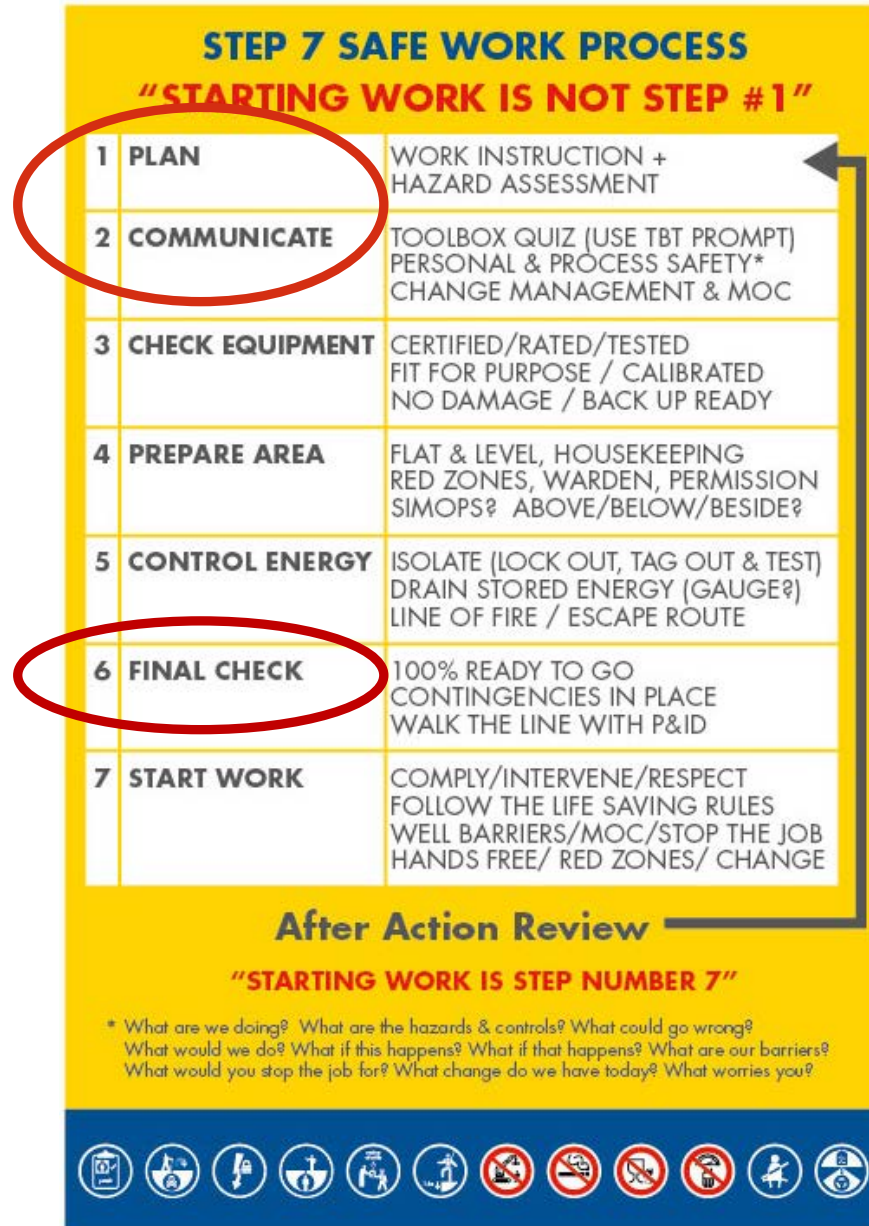 STEP 7 SAFE WORK PROCESS
"STARTING WORK IS NOT STEP #1"
1 PLAN WORK INSTRUCTION +
HAZARD ASSESSMENT
2 COMMUNICATE TOOLBOX QUIZ (USE TBT PROMPT)
PERSONAL & PROCESS SAFETY*
CHANGE MANAGEMENT & MOC
3 CHECK EQUIPMENT CERTIFIED/RATED/TESTED
FIT FOR PURPOSE / CALIBRATED
NO DAMAGE / BACK UP READY
4 PREPARE AREA FLAT & LEVEL, HOUSEKEEPING
RED ZONES, WARDEN, PERMISSION
SIMOPS? ABOVE/BELOW/BESIDE?
5 CONTROL ENERGY ISOLATE (LOCK OUT, TAG OUT & TEST)
DRAIN STORED ENERGY (GAUGE?)
LINE OF FIRE / ESCAPE ROUTE
6 FINAL CHECK 100% READY TO GO
CONTINGENCIES IN PLACE
WALK THE LINE WITH P&ID
7 START WORK COMPLY/INTERVENE/RESPECT
FOLLOW THE LIFE SAVING RULES
WELL BARRIERS/MOC/STOP THE JOB
HANDS FREE/ RED ZONES/ CHANGE
After Action Review
"STARTING WORK IS STEP NUMBER 7"
* What are we doing? What are the hazards & controls? What could go wrong?
What would we do? What if this happens? What if that happens? What are our barriers?
What would you stop the job for? What change do we have today? What worries you?